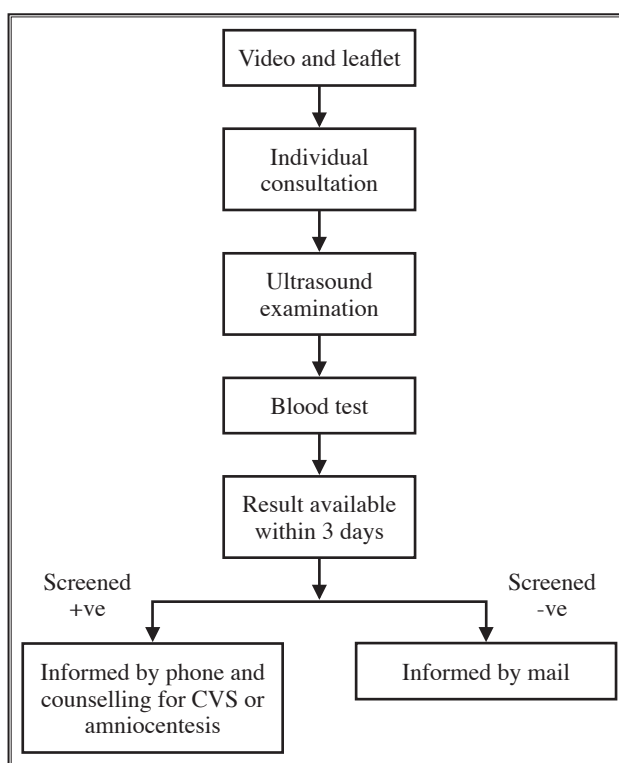 Video and leaflet
Individual
consultation
Ultrasound
examination
Blood test
Result available
within 3 days
Screened
+ve
Screened
-ve
Informed by phone and
counselling for CVS or
amniocentesis
Informed by mail